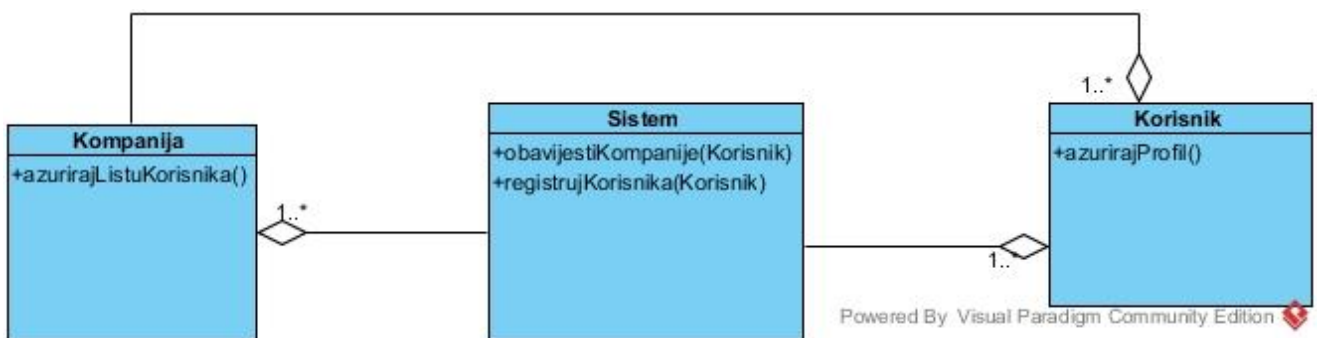 1..*
Kompanija
+azurirajListuKorisnika()
1..*
Sistem
+obavijestiKompanije(Korisnik)
+registrujKorisnika(Korisnik)
Korisnik
+azurirajProfil()
1..*
Powered By Visual Paradigm Community Edition